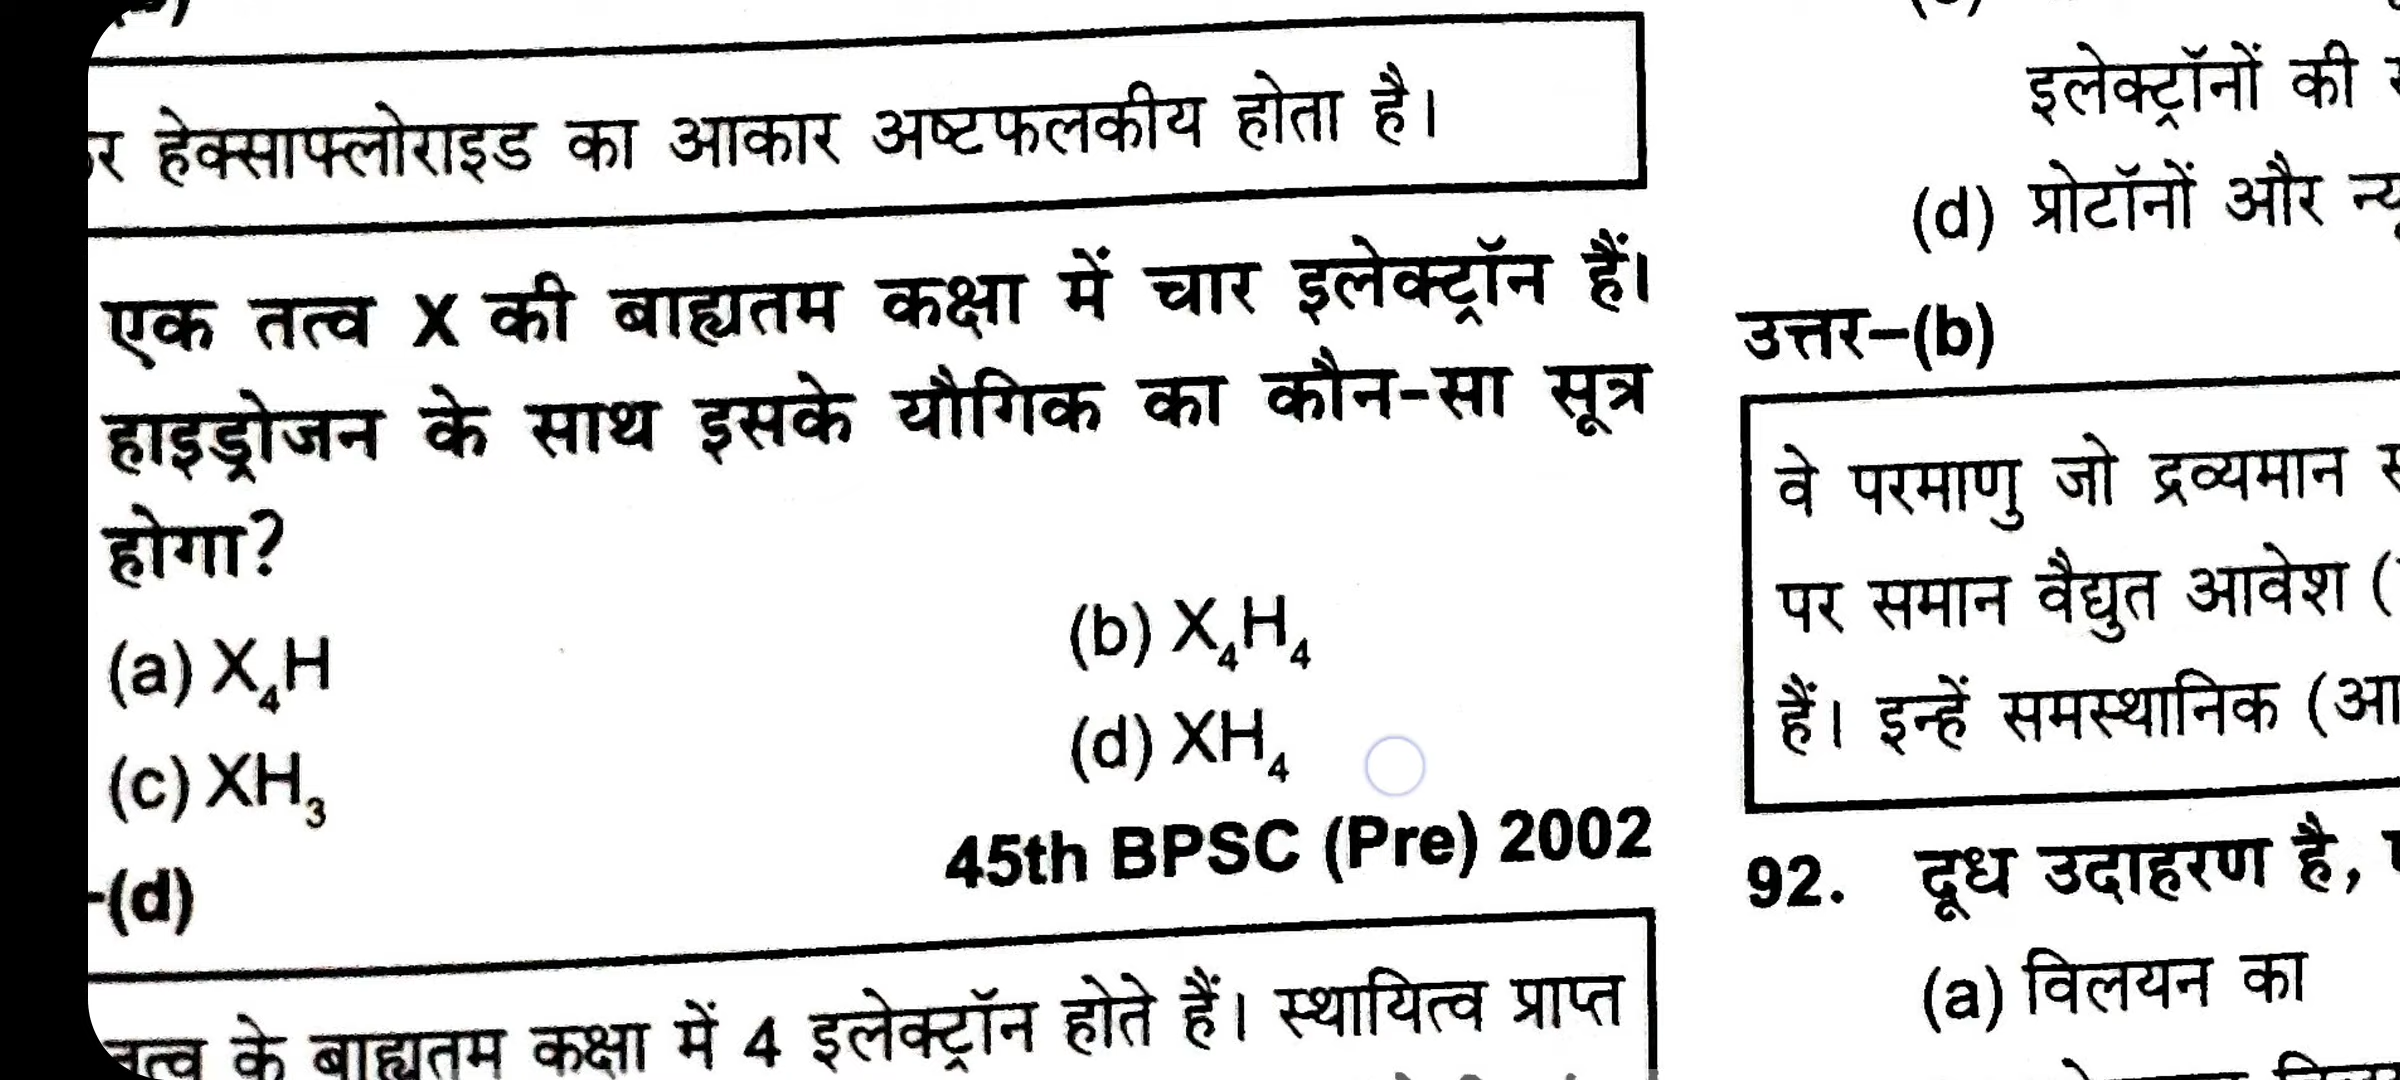 र हेक्साफ्लोराइड का आकार अष्टफलकीय होता है।
एक तत्व X की बाह्यतम कक्षा में चार इलेक्ट्रॉन हैं।
हाइड्रोजन के साथ इसके यौगिक का कौन-सा सूत्र
होगा?
(a) X₄H
(b) X₄H₄
(c) XH₃
(d) XH₄
45th BPSC (Pre) 2002
-(d)
तत्व के बाह्यतम कक्षा में 4 इलेक्ट्रॉन होते हैं। स्थायित्व प्राप्त
इलेक्ट्रॉनों की
(d) प्रोटॉनों और
उत्तर–(b)
वे परमाणु जो द्रव्यमान
पर समान वैद्युत आवेश (
हैं। इन्हें समस्थानिक (
92. दूध उदाहरण है,
(a) विलयन का